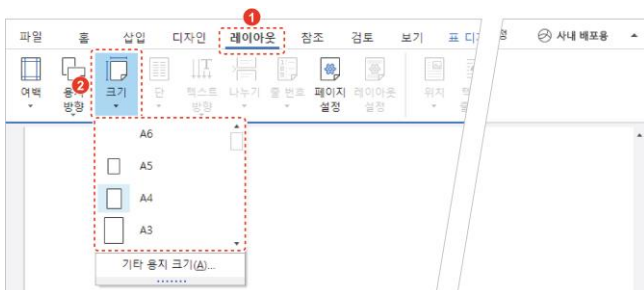 1
파일 홈 삽입 디자인 레이아웃 참조 검토 보기 표 디 사내 배포용
여백 용지 방향 2 크기 단 텍스트 방향 나누기 줄 번호 페이지 설정 레이아웃 설정 위치
A6
A5
A4
A3
기타 용지 크기(A)...